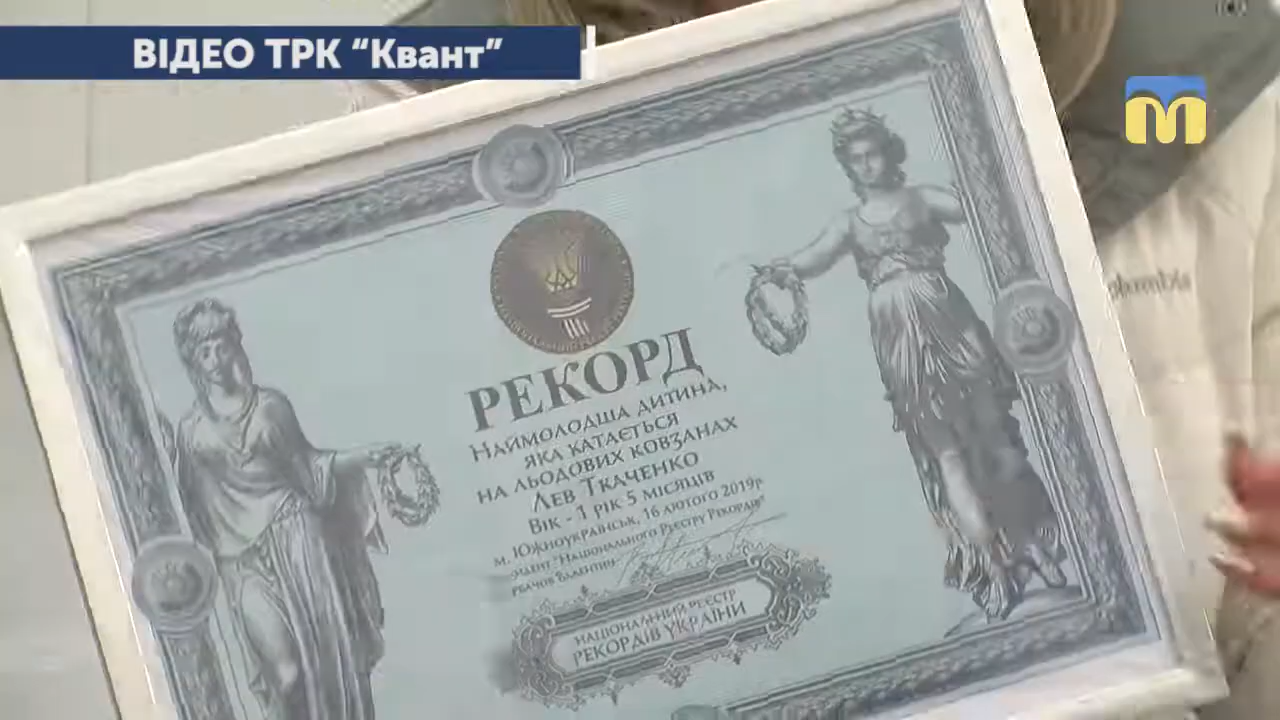 ВІДЕО ТРК “Квант”
РЕКОРД
НАЙМОЛОДША ДИТИНА,
ЯКА КАТАЄТЬСЯ
НА ЛЬОДОВИХ КОВЗАНАХ
ЛЕВ ТКАЧЕНКО
ВІК - 1 РІК 5 МІСЯЦІВ
М. ЮЖНОУКРАЇНСЬК, 16 ЛЮТОГО 2019Р.
"НАЦІОНАЛЬНОГО РЕЄСТРУ РЕКОРДІВ"
ВАЛЕНТИН
НАЦІОНАЛЬНИЙ РЕЄСТР
РЕКОРДІВ УКРАЇНИ